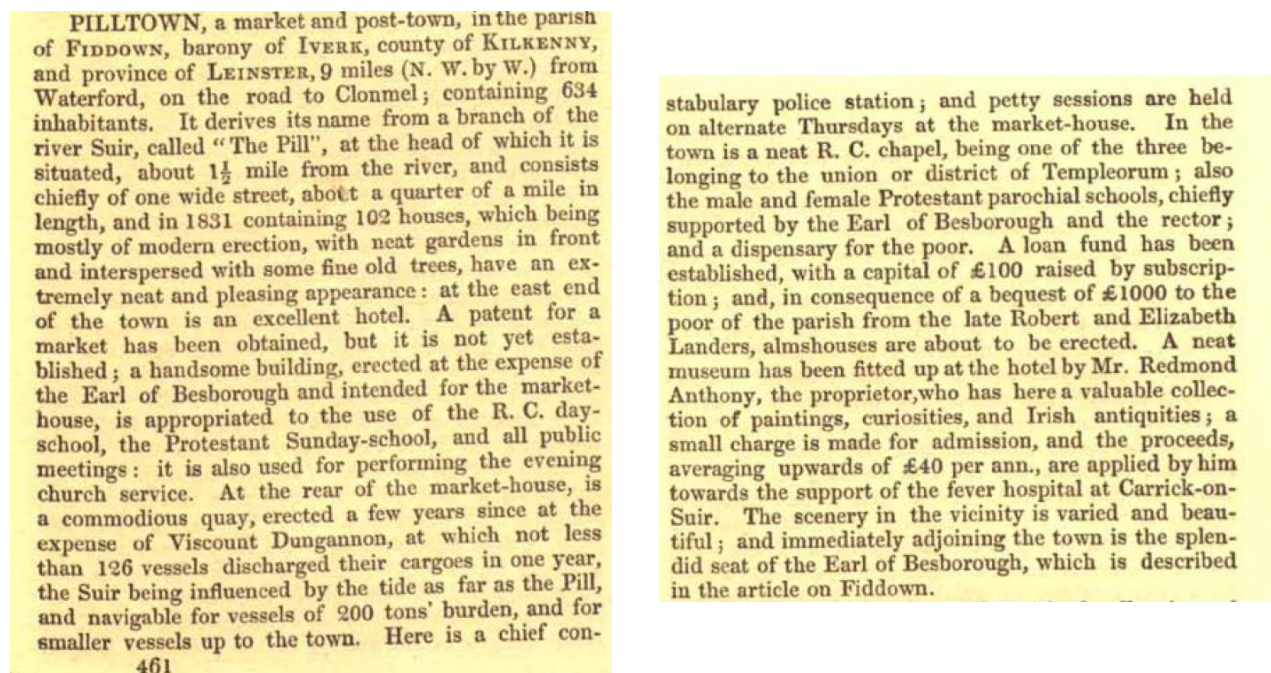 PILLTOWN, a market and post-town, in the parish
of FIDDOWN, barony of IVERK, county of KILKENNY,
and province of LEINSTER, 9 miles (N. W. by W.) from
Waterford, on the road to Clonmel; containing 634
inhabitants. It derives its name from a branch of the
river Suir, called "The Pill", at the head of which it is
situated, about 1½ mile from the river, and consists
chiefly of one wide street, about a quarter of a mile in
length, and in 1831 containing 102 houses, which being
mostly of modern erection, with neat gardens in front
and interspersed with some fine old trees, have an ex-
tremely neat and pleasing appearance: at the east end
of the town is an excellent hotel. A patent for a
market has been obtained, but it is not yet esta-
blished; a handsome building, erected at the expense of
the Earl of Besborough and intended for the market-
house, is appropriated to the use of the R. C. day-
school, the Protestant Sunday-school, and all public
meetings: it is also used for performing the evening
church service. At the rear of the market-house, is
a commodious quay, erected a few years since at the
expense of Viscount Dungannon, at which not less
than 126 vessels discharged their cargoes in one year,
the Suir being influenced by the tide as far as the Pill,
and navigable for vessels of 200 tons' burden, and for
smaller vessels up to the town. Here is a chief con-
461
stabulary police station; and petty sessions are held
on alternate Thursdays at the market-house. In the
town is a neat R. C. chapel, being one of the three be-
longing to the union or district of Templeorum; also
the male and female Protestant parochial schools, chiefly
supported by the Earl of Besborough and the rector;
and a dispensary for the poor. A loan fund has been
established, with a capital of £100 raised by subscrip-
tion; and, in consequence of a bequest of £1000 to the
poor of the parish from the late Robert and Elizabeth
Landers, almshouses are about to be erected. A neat
museum has been fitted up at the hotel by Mr. Redmond
Anthony, the proprietor,who has here a valuable collec-
tion of paintings, curiosities, and Irish antiquities; a
small charge is made for admission, and the proceeds,
averaging upwards of £40 per ann., are applied by him
towards the support of the fever hospital at Carrick-on-
Suir. The scenery in the vicinity is varied and beau-
tiful; and immediately adjoining the town is the splen-
did seat of the Earl of Besborough, which is described
in the article on Fiddown.